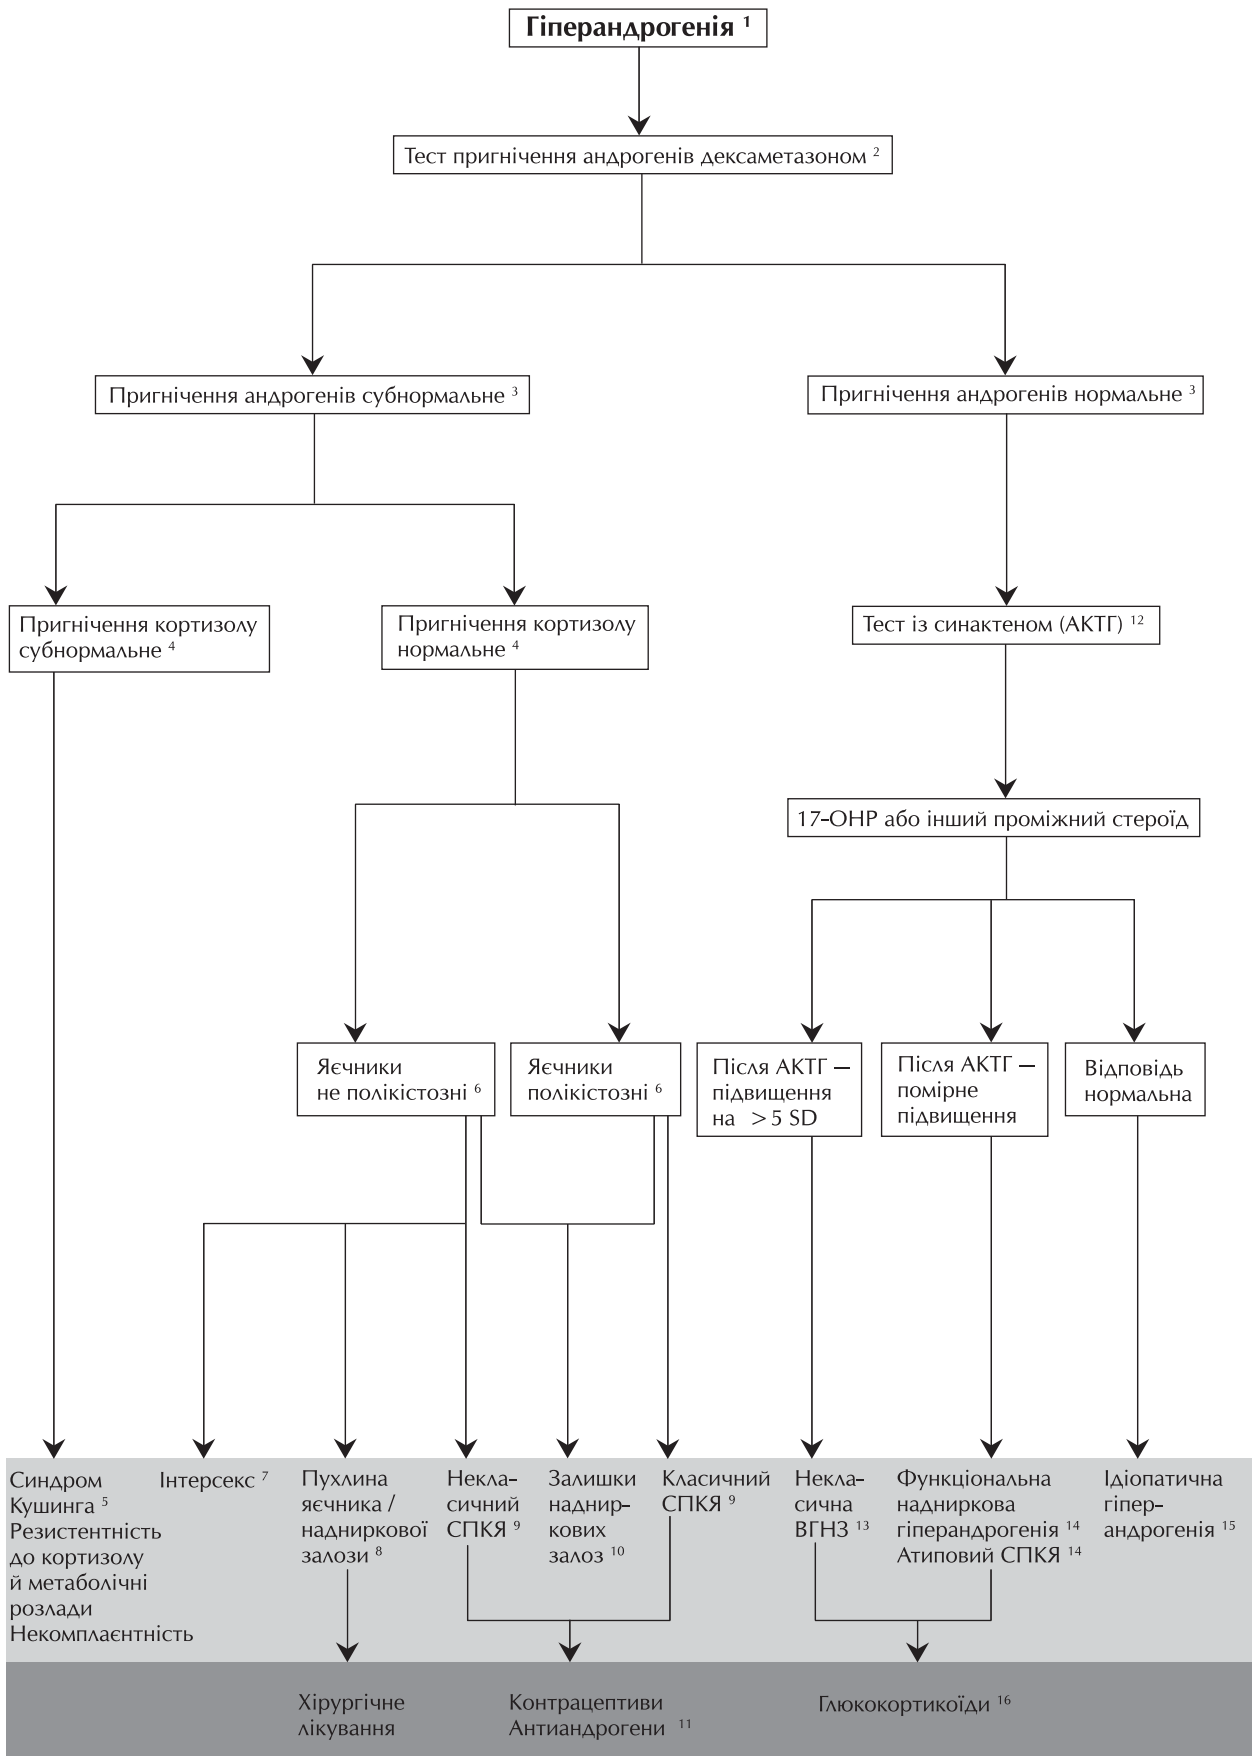 Гіперандрогенія 1
Тест пригнічення андрогенів дексаметазоном 2
Пригнічення андрогенів субнормальне 3
Пригнічення андрогенів нормальне 3
Пригнічення кортизолу
субнормальне 4
Пригнічення кортизолу
нормальне 4
Тест із синактеном (АКТГ) 12
17-ОНР або інший проміжний стероїд
Яєчники
не полікістозні 6
Яєчники
полікістозні 6
Після АКТГ —
підвищення
на >5 SD
Після АКТГ —
помірне
підвищення
Відповідь
нормальна
Синдром
Кушинга 5
Резистентність
до кортизолу
й метаболічні
розлади
Некомплаєнтність
Інтерсекс 7
Пухлина
яєчника /
надниркової
залози 8
Некла-
сичний
СПКЯ 9
Залишки
наднир-
кових
залоз 10
Класичний
СПКЯ 9
Некла-
сична
ВГНЗ 13
Функціональна
надниркова
гіперандрогенія 14
Атиповий СПКЯ 14
Ідіопатична
гіпер-
андрогенія 15
Хірургічне
лікування
Контрацептиви
Антиандрогени 11
Глюкокортикоїди 16